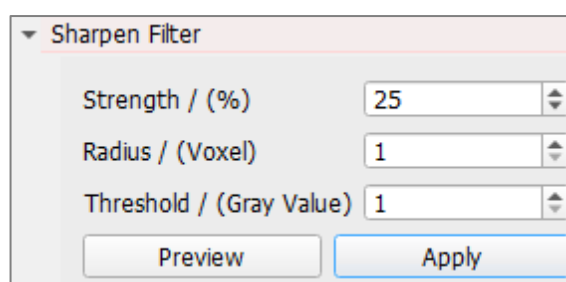 Sharpen Filter
Strength / (%) 25
Radius / (Voxel) 1
Threshold / (Gray Value) 1
Preview Apply